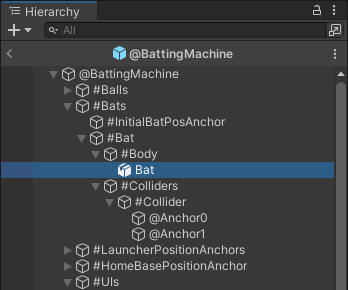 Hierarchy
All
@BattingMachine
@BattingMachine
#Balls
#Bats
#InitialBatPosAnchor
#Bat
#Body
Bat
#Colliders
#Collider
@Anchor0
@Anchor1
#LauncherPositionAnchors
#HomeBasePositionAnchor
#UIs